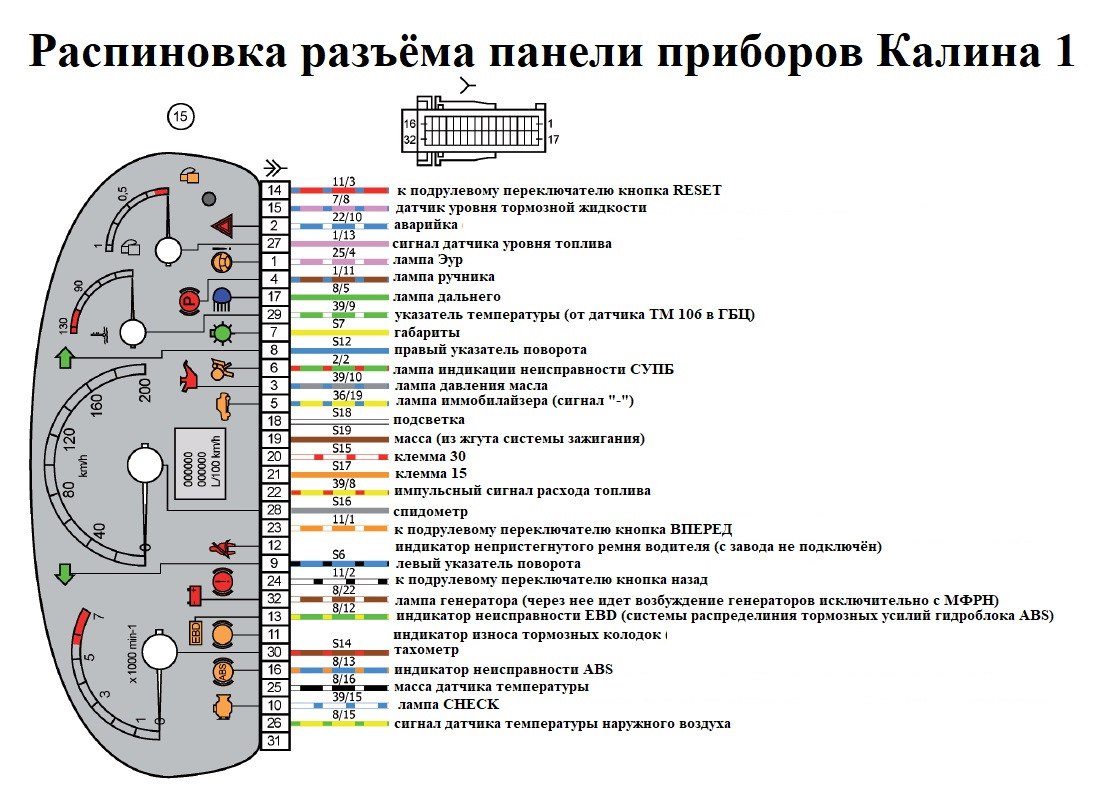 Распиновка разъёма панели приборов Калина 1
15
16 1
32 17
14 11/3 к подрулевому переключателю кнопка RESET
15 7/8 датчик уровня тормозной жидкости
2 22/10 аварийка
27 1/13 сигнал датчика уровня топлива
1 25/4 лампа Эур
4 1/11 лампа ручника
17 8/5 лампа дальнего
29 39/9 указатель температуры (от датчика ТМ 106 в ГБЦ)
7 S7 габариты
8 S12 правый указатель поворота
6 2/2 лампа индикации неисправности СУПБ
3 39/10 лампа давления масла
5 36/19 лампа иммобилайзера (сигнал "-")
18 S18 подсветка
19 S19 масса (из жгута системы зажигания)
20 S15 клемма 30
21 S17 клемма 15
22 39/8 импульсный сигнал расхода топлива
28 S16 спидометр
23 11/1 к подрулевому переключателю кнопка ВПЕРЕД
12 индикатор непристегнутого ремня водителя (с завода не подключён)
9 S6 левый указатель поворота
24 11/2 к подрулевому переключателю кнопка назад
32 8/22 лампа генератора (через нее идет возбуждение генераторов исключительно с МФРН)
13 8/12 индикатор неисправности EBD (системы распределиния тормозных усилий гидроблока ABS)
11 индикатор износа тормозных колодок (
30 S14 тахометр
16 8/13 индикатор неисправности ABS
25 8/16 масса датчика температуры
10 39/15 лампа CHECK
26 8/15 сигнал датчика температуры наружного воздуха
31
0,5
1
90
130
P
200
160
120
80
40
0
km/h
000000
000000
L/100 km/h
EBD
ABS
7
5
3
1
0
x 1000 min-1